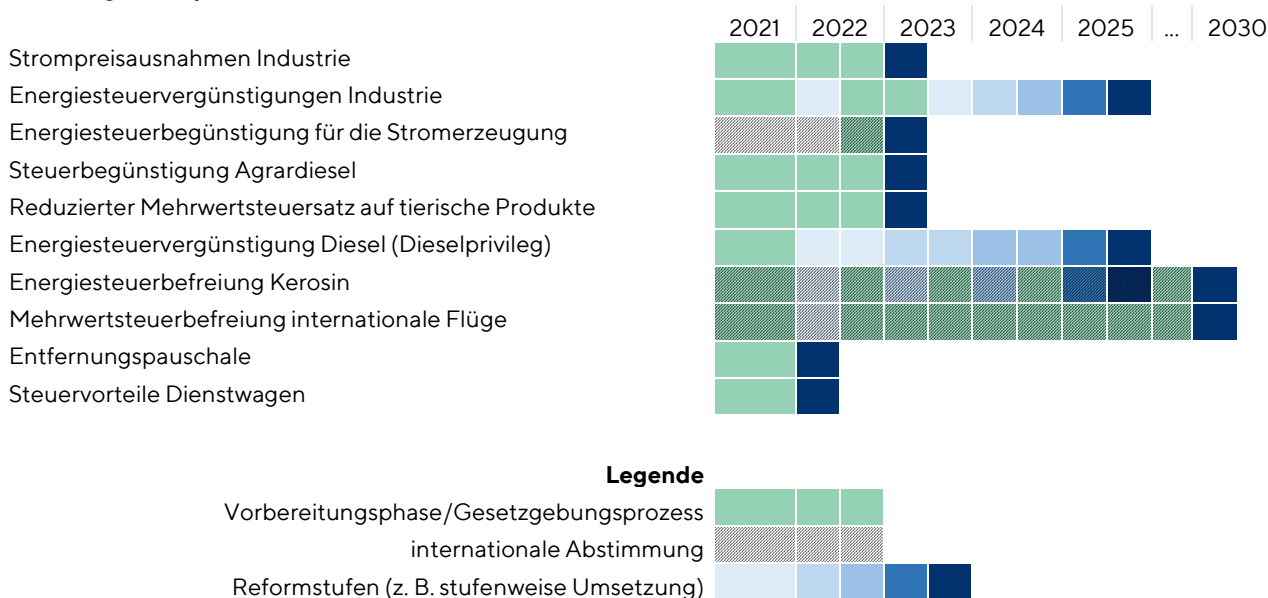 2021 2022 2023 2024 2025 ... 2030
Strompreisausnahmen Industrie
Energiesteuervergünstigungen Industrie
Energiesteuerbegünstigung für die Stromerzeugung
Steuerbegünstigung Agrardiesel
Reduzierter Mehrwertsteuersatz auf tierische Produkte
Energiesteuervergünstigung Diesel (Dieselprivileg)
Energiesteuerbefreiung Kerosin
Mehrwertsteuerbefreiung internationale Flüge
Entfernungspauschale
Steuervorteile Dienstwagen
Legende
Vorbereitungsphase/Gesetzgebungsprozess
internationale Abstimmung
Reformstufen (z. B. stufenweise Umsetzung)